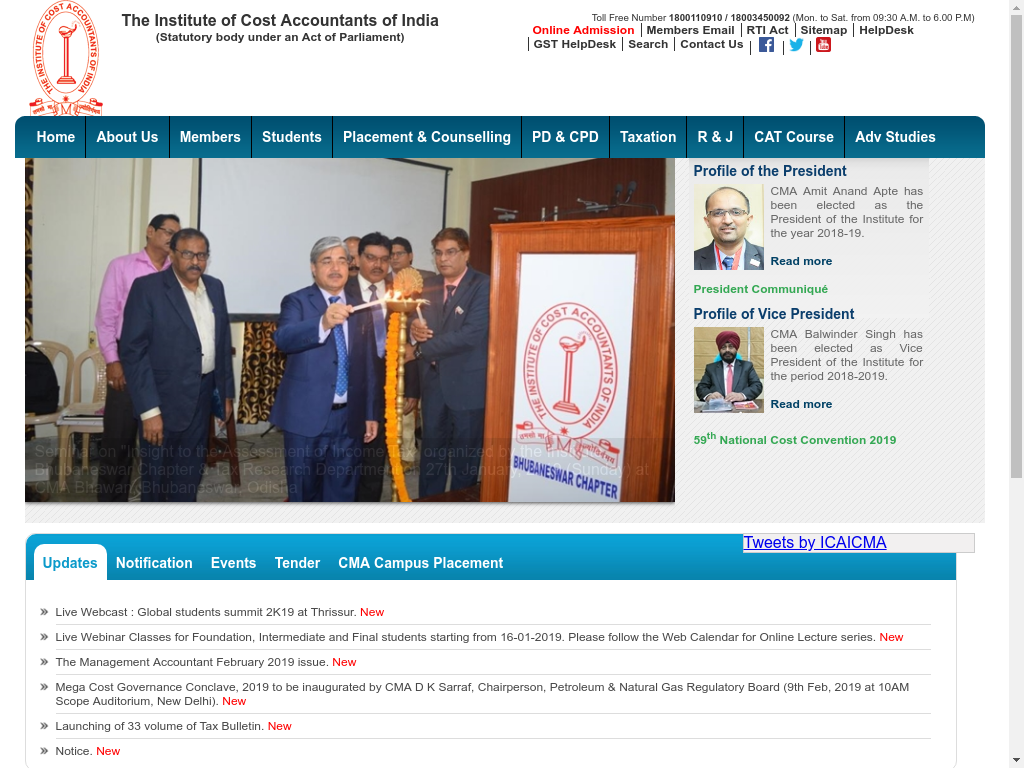 THE INSTITUTE OF COST ACCOUNTANTS OF INDIA
The Institute of Cost Accountants of India
(Statutory body under an Act of Parliament)
Toll Free Number 1800110910 / 18003450092 (Mon. to Sat. from 09:30 A.M. to 6.00 P.M)
Online Admission | Members Email | RTI Act | Sitemap | HelpDesk
| GST HelpDesk | Search | Contact Us |
Home About Us Members Students Placement & Counselling PD & CPD Taxation R & J CAT Course Adv Studies
THE INSTITUTE OF COST ACCOUNTANTS OF INDIA
BHUBANESWAR CHAPTER
Seminar on "Insight to the Assessment of Income Tax" organized by the
Bhubaneswar Chapter & Tax Research Department on 27th January, (Sunday) at
CMA Bhawan, Bhubaneswar, Odisha
Profile of the President
CMA Amit Anand Apte has
been elected as the
President of the Institute for
the year 2018-19.
Read more
President Communiqué
Profile of Vice President
CMA Balwinder Singh has
been elected as Vice
President of the Institute for
the period 2018-2019.
Read more
59th National Cost Convention 2019
Tweets by ICAICMA
Updates Notification Events Tender CMA Campus Placement
Live Webcast : Global students summit 2K19 at Thrissur. New
Live Webinar Classes for Foundation, Intermediate and Final students starting from 16-01-2019. Please follow the Web Calendar for Online Lecture series. New
The Management Accountant February 2019 issue. New
Mega Cost Governance Conclave, 2019 to be inaugurated by CMA D K Sarraf, Chairperson, Petroleum & Natural Gas Regulatory Board (9th Feb, 2019 at 10AM
Scope Auditorium, New Delhi). New
Launching of 33 volume of Tax Bulletin. New
Notice. New